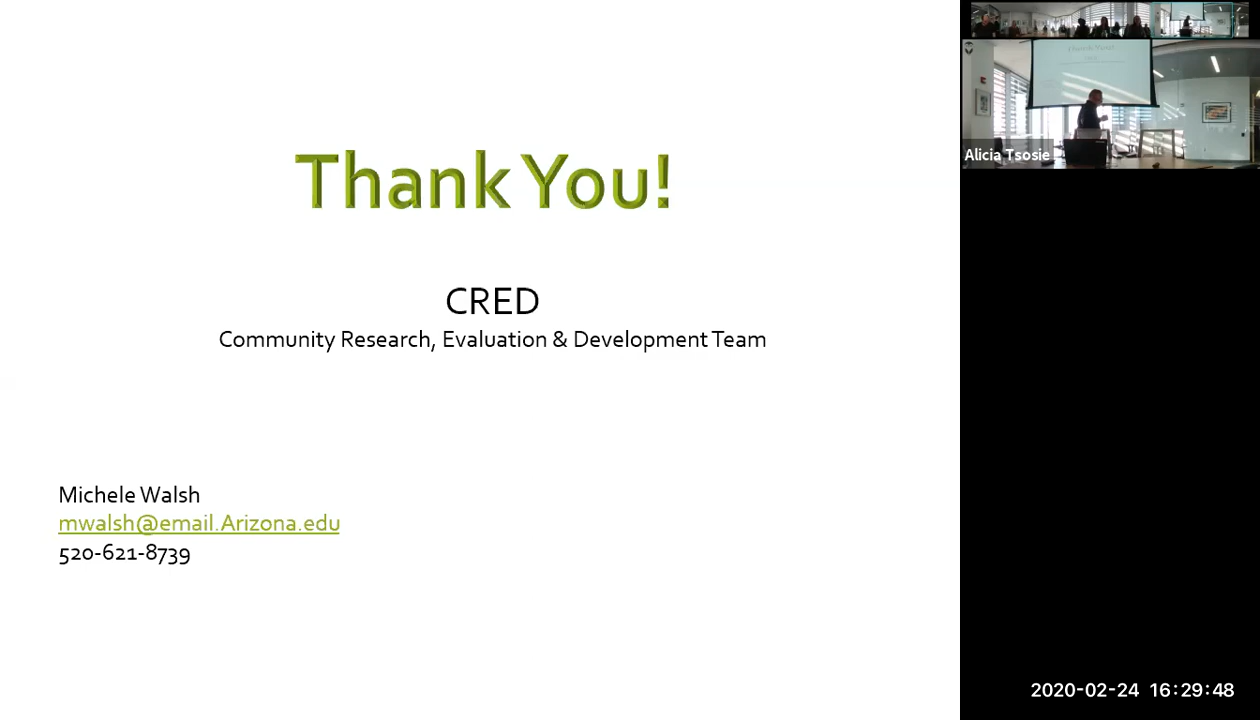 Thank You!
CRED
Community Research, Evaluation & Development Team
Michele Walsh
mwalsh@email.Arizona.edu
520-621-8739
Alicia Tsosie
2020-02-24 16:29:48